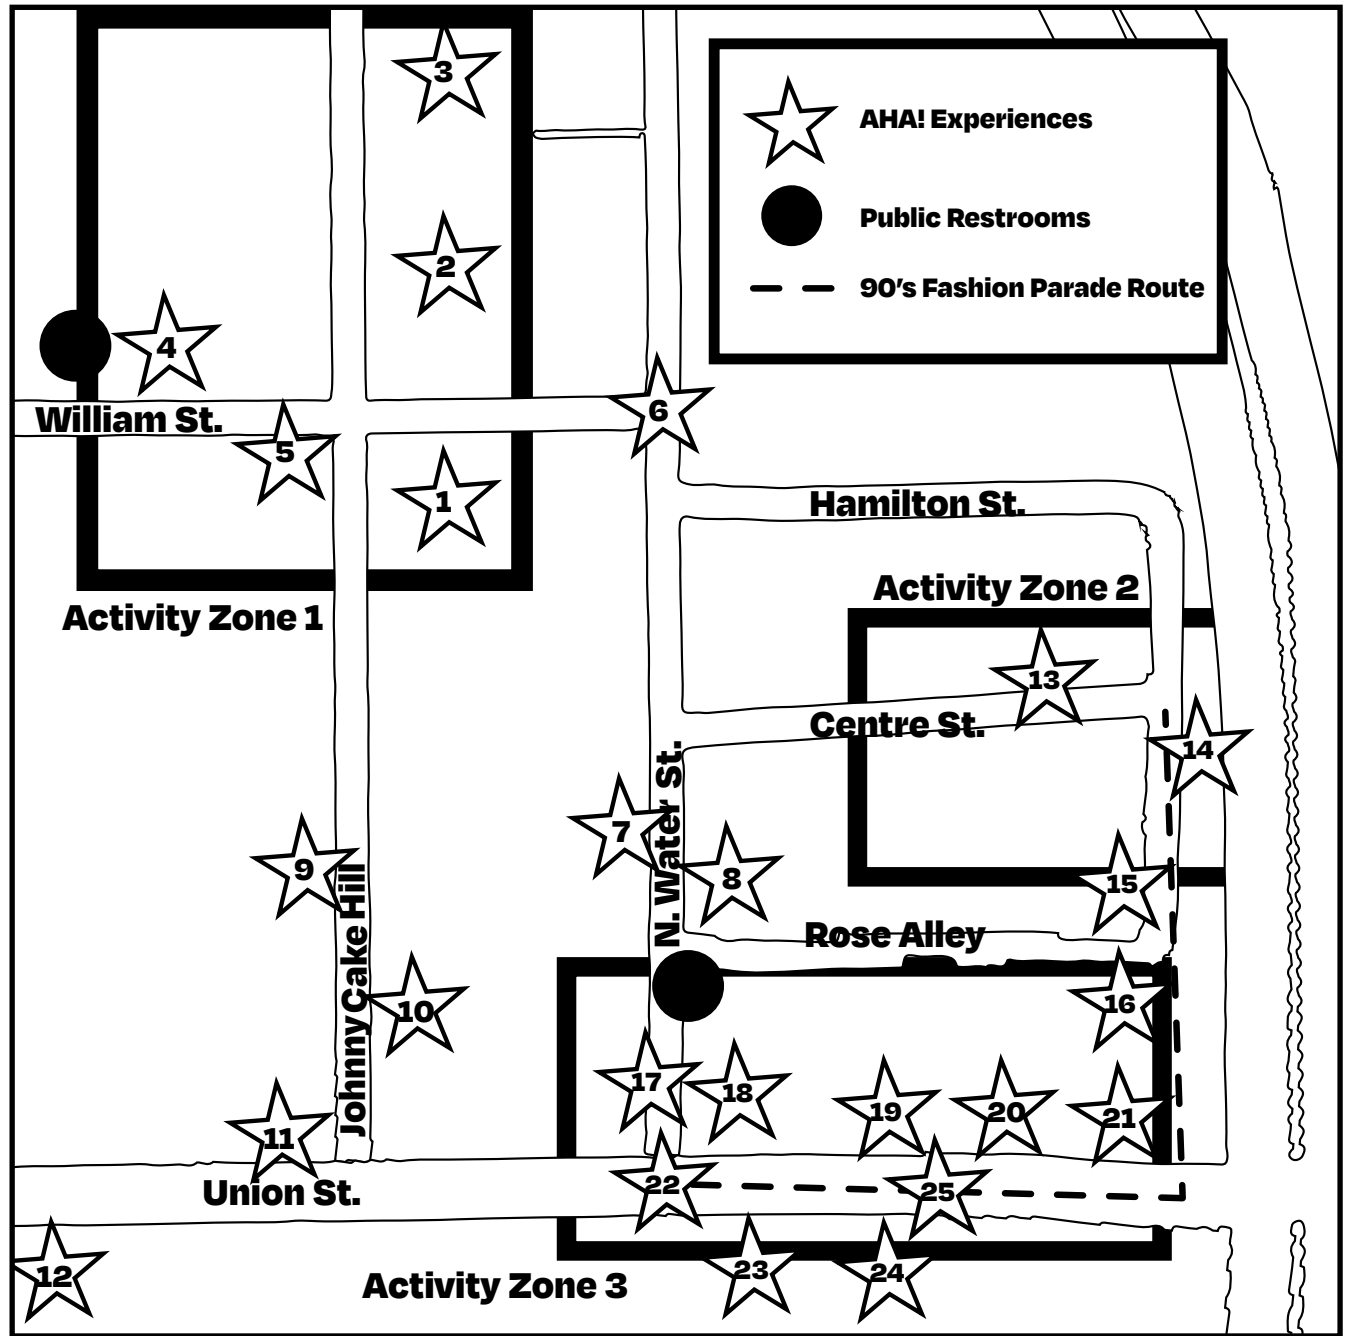 3
AHA! Experiences
Public Restrooms
2
90's Fashion Parade Route
4
William St.
6
5
1
Hamilton St.
Activity Zone 2
Activity Zone 1
13
Centre St.
14
N. Water St.
7
8
9
15
JohnnyCake Hill
Rose Alley
10
16
17
18
19
20
21
11
Union St.
22
25
12
23
24
Activity Zone 3